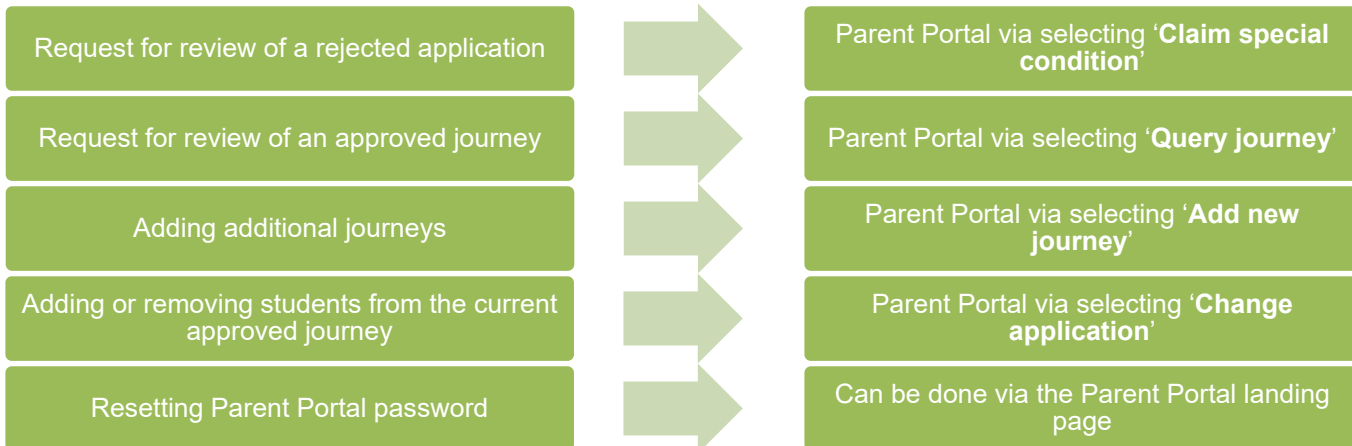 Request for review of a rejected application
Parent Portal via selecting ‘Claim special
condition’
Request for review of an approved journey
Parent Portal via selecting ‘Query journey’
Adding additional journeys
Parent Portal via selecting ‘Add new
journey’
Adding or removing students from the current
approved journey
Parent Portal via selecting ‘Change
application’
Resetting Parent Portal password
Can be done via the Parent Portal landing
page